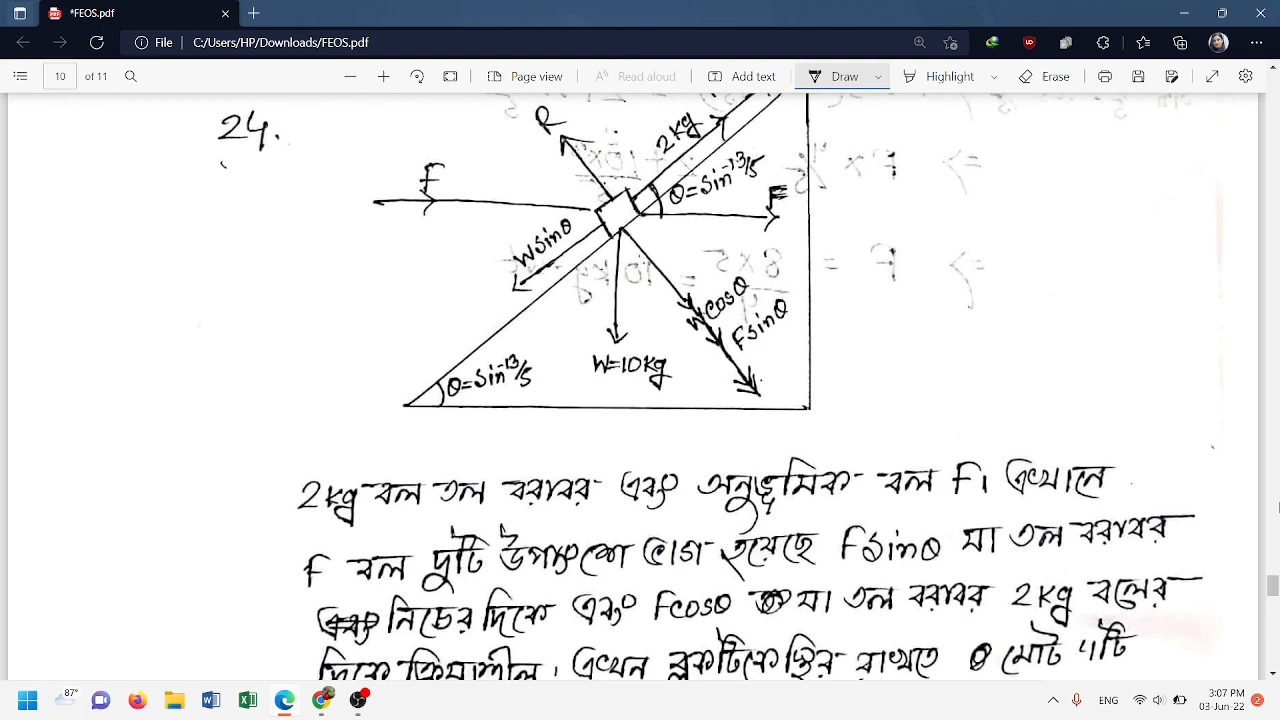 *FEOS.pdf
File C:/Users/HP/Downloads/FEOS.pdf
10 of 11 Page view Read aloud Add text Draw Highlight Erase
24.
R
2kg
F
θ=sin⁻¹3/5
F
Wsinθ
Wcosθ
Fsinθ
W=10kg
θ=sin⁻¹3/5
2kg বল তল বরাবর এবং অনুভূমিক বল F। এখানে
F বল দুটি উপাংশে ভাগ হয়েছে Fsinθ যা তল বরাবর
নিচের দিকে এবং Fcosθ যা তল বরাবর 2kg বলের
দিকে ক্রিয়াশীল। এখন ব্লকটিকে স্থির রাখতে মোট 4টি
87° ENG 3:07 PM
03-Jun-22 2